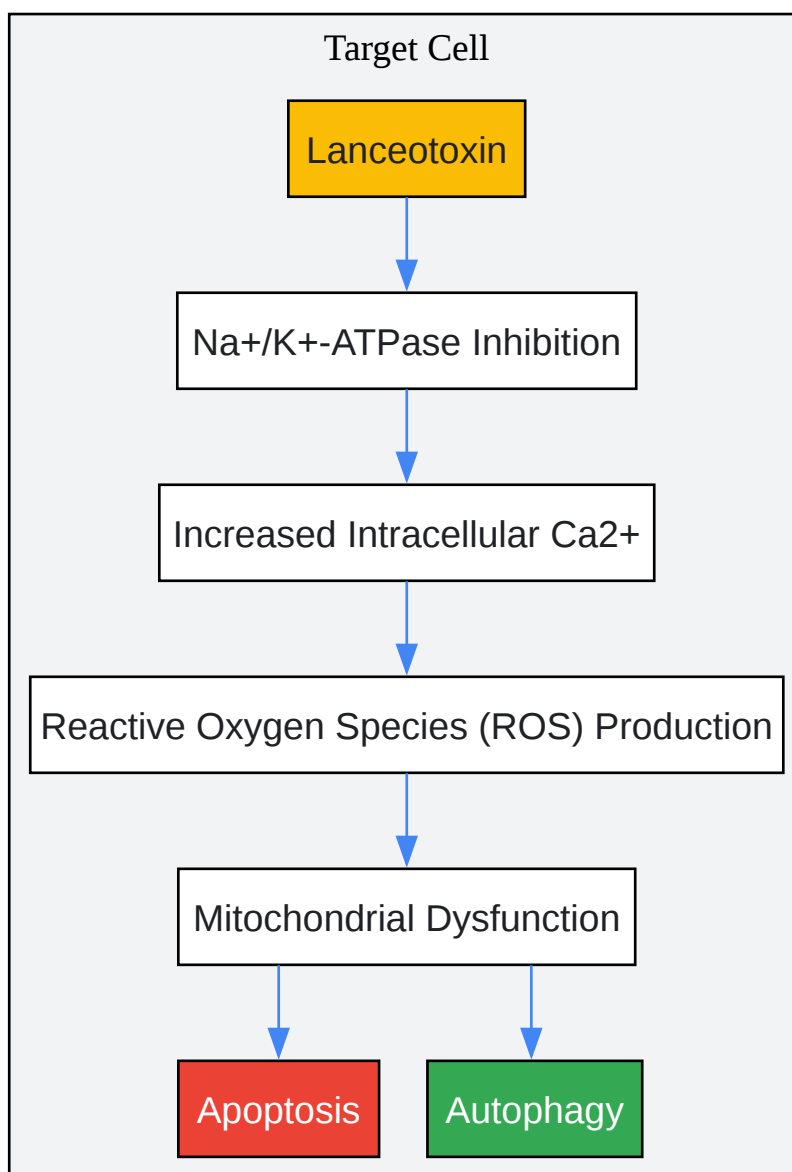 Target Cell
Lanceotoxin
Na+/K+-ATPase Inhibition
Increased Intracellular Ca2+
Reactive Oxygen Species (ROS) Production
Mitochondrial Dysfunction
Apoptosis
Autophagy